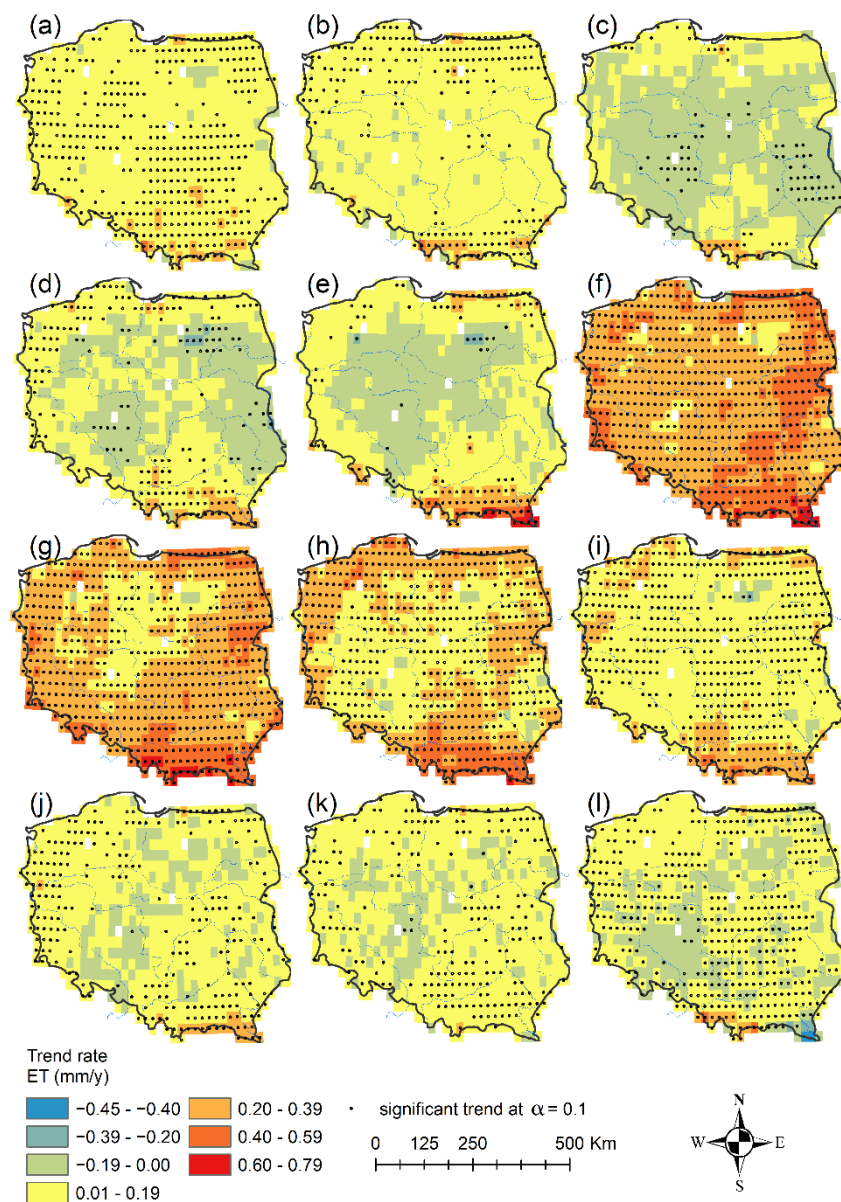 (a) (b) (c)
(d) (e) (f)
(g) (h) (i)
(j) (k) (l)
Trend rate
ET (mm/y)
−0.45 - −0.40 0.20 - 0.39 • significant trend at α = 0.1
−0.39 - −0.20 0.40 - 0.59 0 125 250 500 Km
−0.19 - 0.00 0.60 - 0.79
0.01 - 0.19
N
W E
S